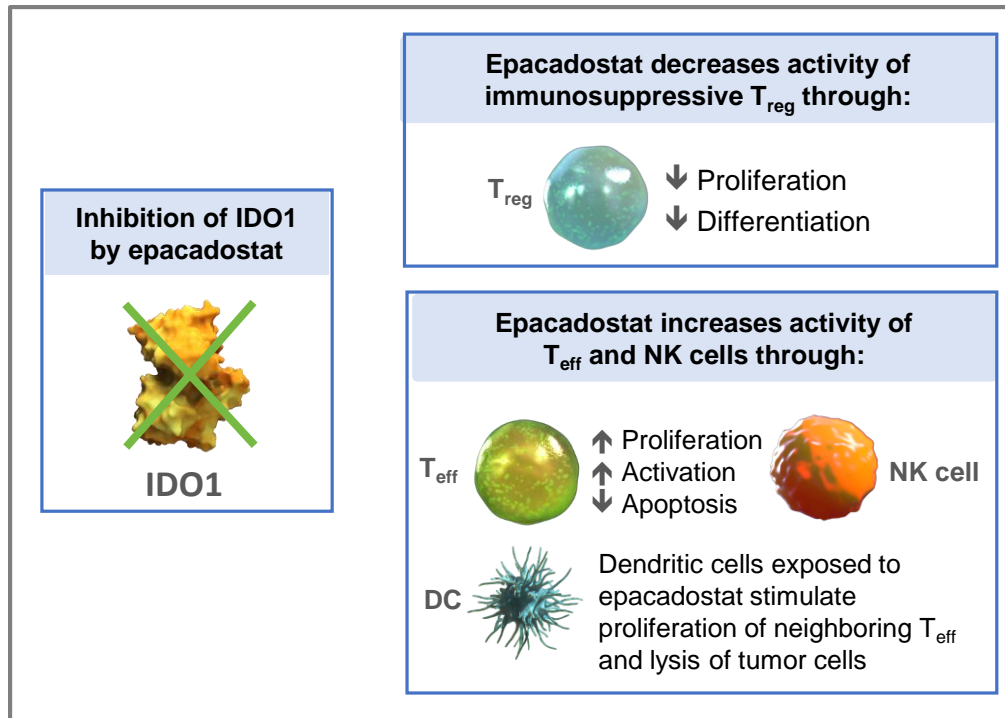 Inhibition of IDO1
by epacadostat
IDO1
Epacadostat decreases activity of
immunosuppressive Treg through:
Treg
↓ Proliferation
↓ Differentiation
Epacadostat increases activity of
Teff and NK cells through:
Teff
↑ Proliferation
↑ Activation
↓ Apoptosis
NK cell
DC
Dendritic cells exposed to
epacadostat stimulate
proliferation of neighboring Teff
and lysis of tumor cells